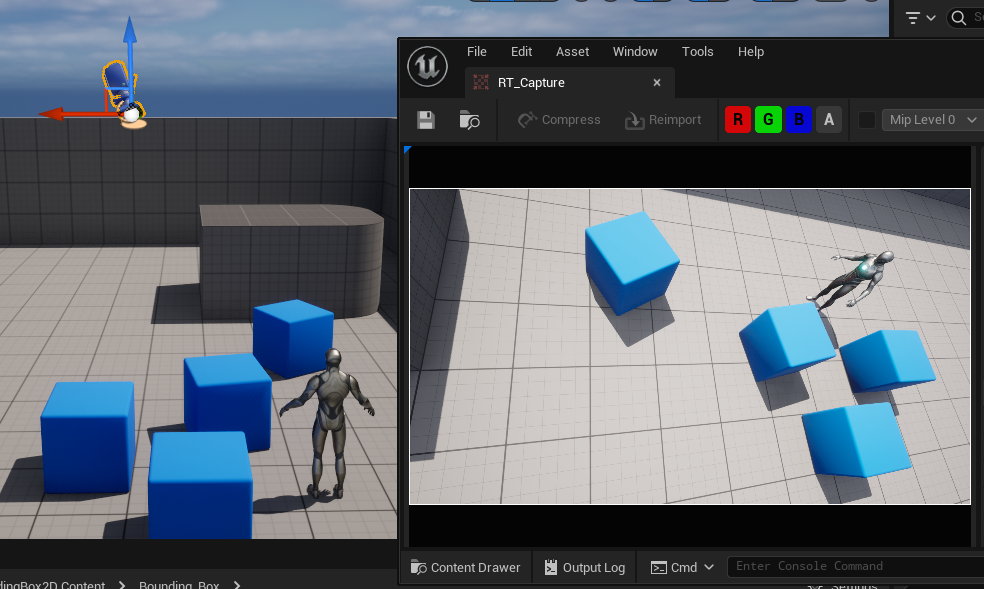 File Edit Asset Window Tools Help
RT_Capture
Compress Reimport R G B A Mip Level 0
Content Drawer Output Log Cmd Enter Console Command
dingBox2D Content Bounding_Box